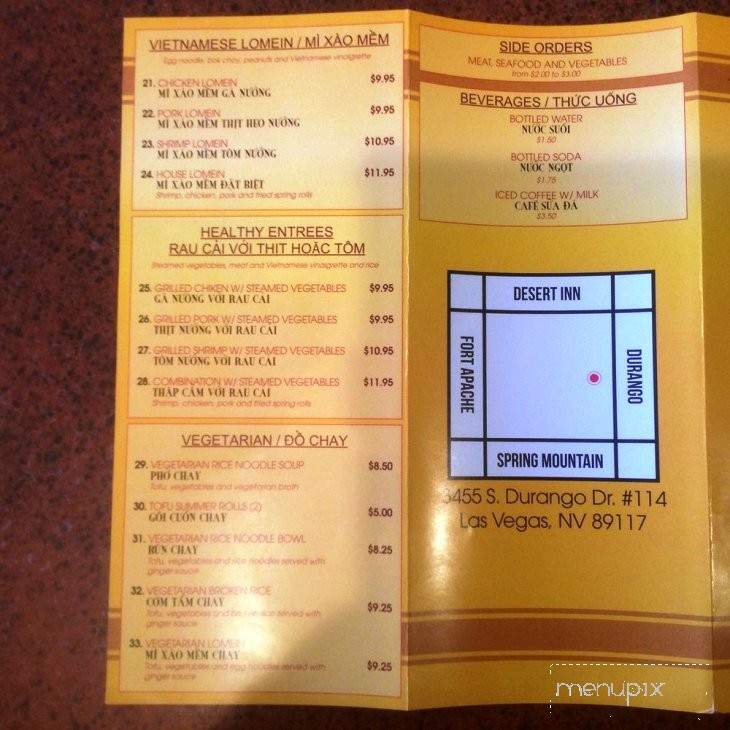 VIETNAMESE LOMEIN / MÌ XÀO MỀM
Egg noodle, bok choy, peanuts and Vietnamese vinaigrette
21. CHICKEN LOMEIN $9.95
MÌ XÀO MỀM GÀ NƯỚNG
22. PORK LOMEIN $9.95
MÌ XÀO MỀM THỊT HEO NƯỚNG
23. SHRIMP LOMEIN $10.95
MÌ XÀO MỀM TÔM NƯỚNG
24. HOUSE LOMEIN $11.95
MÌ XÀO MỀM ĐẶT BIỆT
Shrimp, chicken, pork and fried spring rolls
HEALTHY ENTREES
RAU CẢI VỚI THIT HOẶC TÔM
Steamed vegetables, meat and Vietnamese vinaigrette and rice
25. GRILLED CHIKEN W/ STEAMED VEGETABLES $9.95
GÀ NƯỚNG VỚI RAU CẢI
26. GRILLED PORK W/ STEAMED VEGETABLES $9.95
THỊT NƯỚNG VỚI RAU CẢI
27. GRILLED SHRIMP W/ STEAMED VEGETABLES $10.95
TÔM NƯỚNG VỚI RAU CẢI
28. COMBINATION W/ STEAMED VEGETABLES $11.95
THẬP CẨM VỚI RAU CẢI
Shrimp, chicken, pork and fried spring rolls
VEGETARIAN / ĐỒ CHAY
29. VEGETARIAN RICE NOODLE SOUP $8.50
PHỞ CHAY
Tofu, vegetables and vegetarian broth
30. TOFU SUMMER ROLLS (2) $5.00
GỎI CUỐN CHAY
31. VEGETARIAN RICE NOODLE BOWL $8.25
BÚN CHAY
Tofu, vegetables and rice noodles served with
ginger sauce
32. VEGETARIAN BROKEN RICE $9.25
CƠM TẤM CHAY
Tofu, vegetables and broken rice served with
ginger sauce
33. VEGETARIAN LOMEIN $9.25
MÌ XÀO MỀM CHAY
Tofu, vegetables and egg noodles served with
ginger sauce
SIDE ORDERS
MEAT, SEAFOOD AND VEGETABLES
from $2.00 to $3.00
BEVERAGES / THỨC UỐNG
BOTTLED WATER
NƯỚC SUỐI
$1.50
BOTTLED SODA
NƯỚC NGỌT
$1.75
ICED COFFEE W/ MILK
CAFÉ SỮA ĐÁ
$3.50
DESERT INN
FORT APACHE
DURANGO
SPRING MOUNTAIN
3455 S. Durango Dr. #114
Las Vegas, NV 89117
menupix